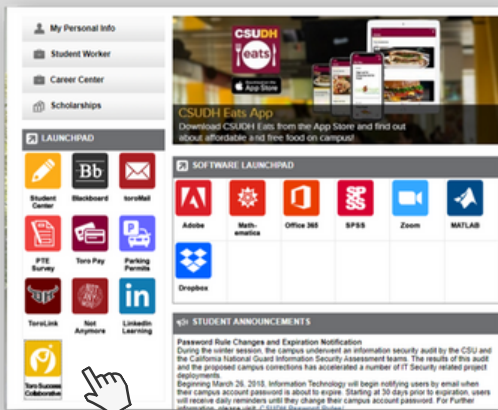 My Personal Info
Student Worker
Career Center
Scholarships
LAUNCHPAD
Student
Center
Blackboard
toroMail
PTE
Survey
Toro Pay
Parking
Permits
ToroLink
Not
Anymore
LinkedIn
Learning
Toro Success
Collaborative
Bb
in
NOT
ANY
MORE
CSUDH
eats
App Store
CSUDH Eats App
Download CSUDH Eats from the App Store and find out
about affordable and free food on campus!
SOFTWARE LAUNCHPAD
SPSS
Adobe
Math-
ematica
Office 365
SPSS
Zoom
MATLAB
Dropbox
STUDENT ANNOUNCEMENTS
Password Rule Changes and Expiration Notification
During the winter session, the campus underwent an information security audit by the CSU and
the California National Guard Information Security Assessment teams. The results of this audit
and the proposed campus corrections has accelerated a number of IT Security related project
deployments.
Beginning March 26, 2018, Information Technology will begin notifying users by email when
their campus account password is about to expire. Starting at 30 days prior to expiration, users
will receive daily reminders until they change their campus account password. For Further
information, please visit: CSUDH Password Rules!